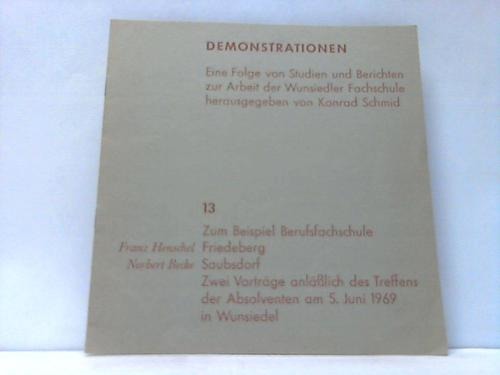 DEMONSTRATIONEN
Eine Folge von Studien und Berichten
zur Arbeit der Wunsiedler Fachschule
herausgegeben von Konrad Schmid
13
Zum Beispiel Berufsfachschule
Franz Henschel Friedeberg
Norbert Becke Saubsdorf
Zwei Vorträge anläßlich des Treffens
der Absolventen am 5. Juni 1969
in Wunsiedel